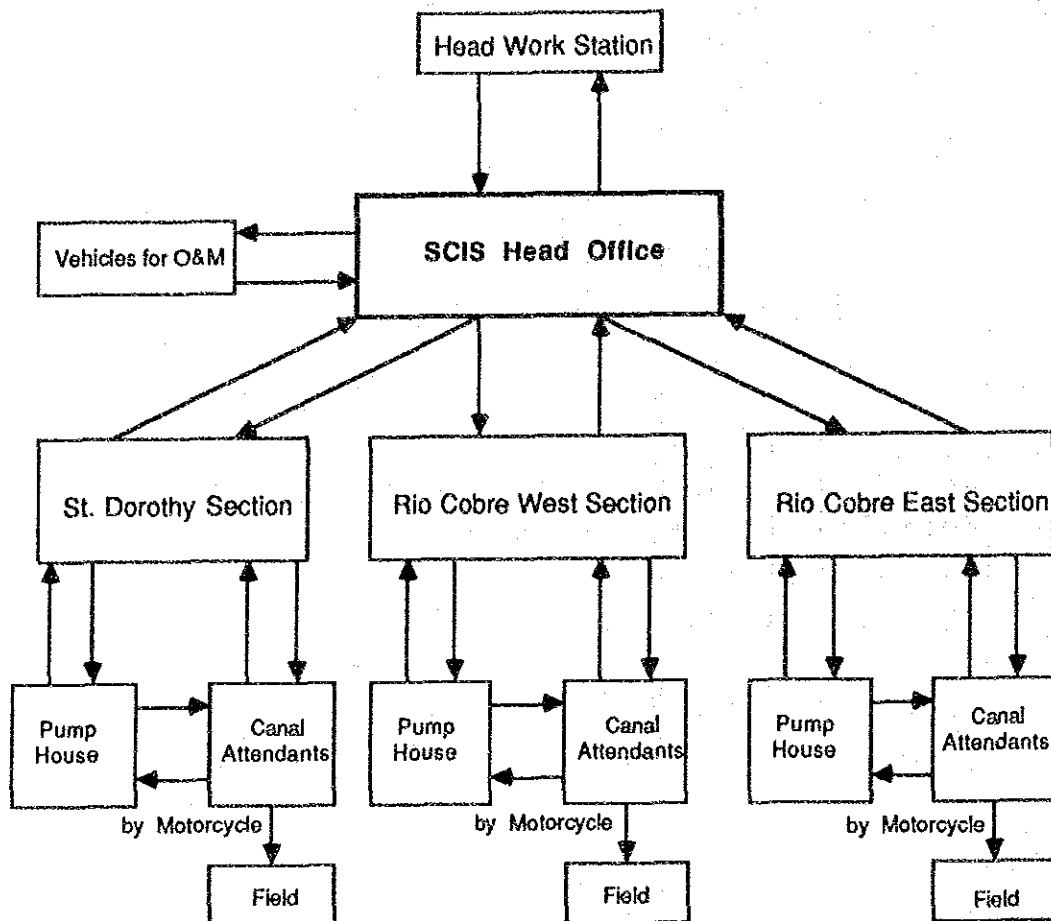 Head Work Station
Vehicles for O&M
SCIS Head Office
St. Dorothy Section
Rio Cobre West Section
Rio Cobre East Section
Pump
House
Canal
Attendants
Pump
House
Canal
Attendants
Pump
House
Canal
Attendants
by Motorcycle
by Motorcycle
by Motorcycle
Field
Field
Field